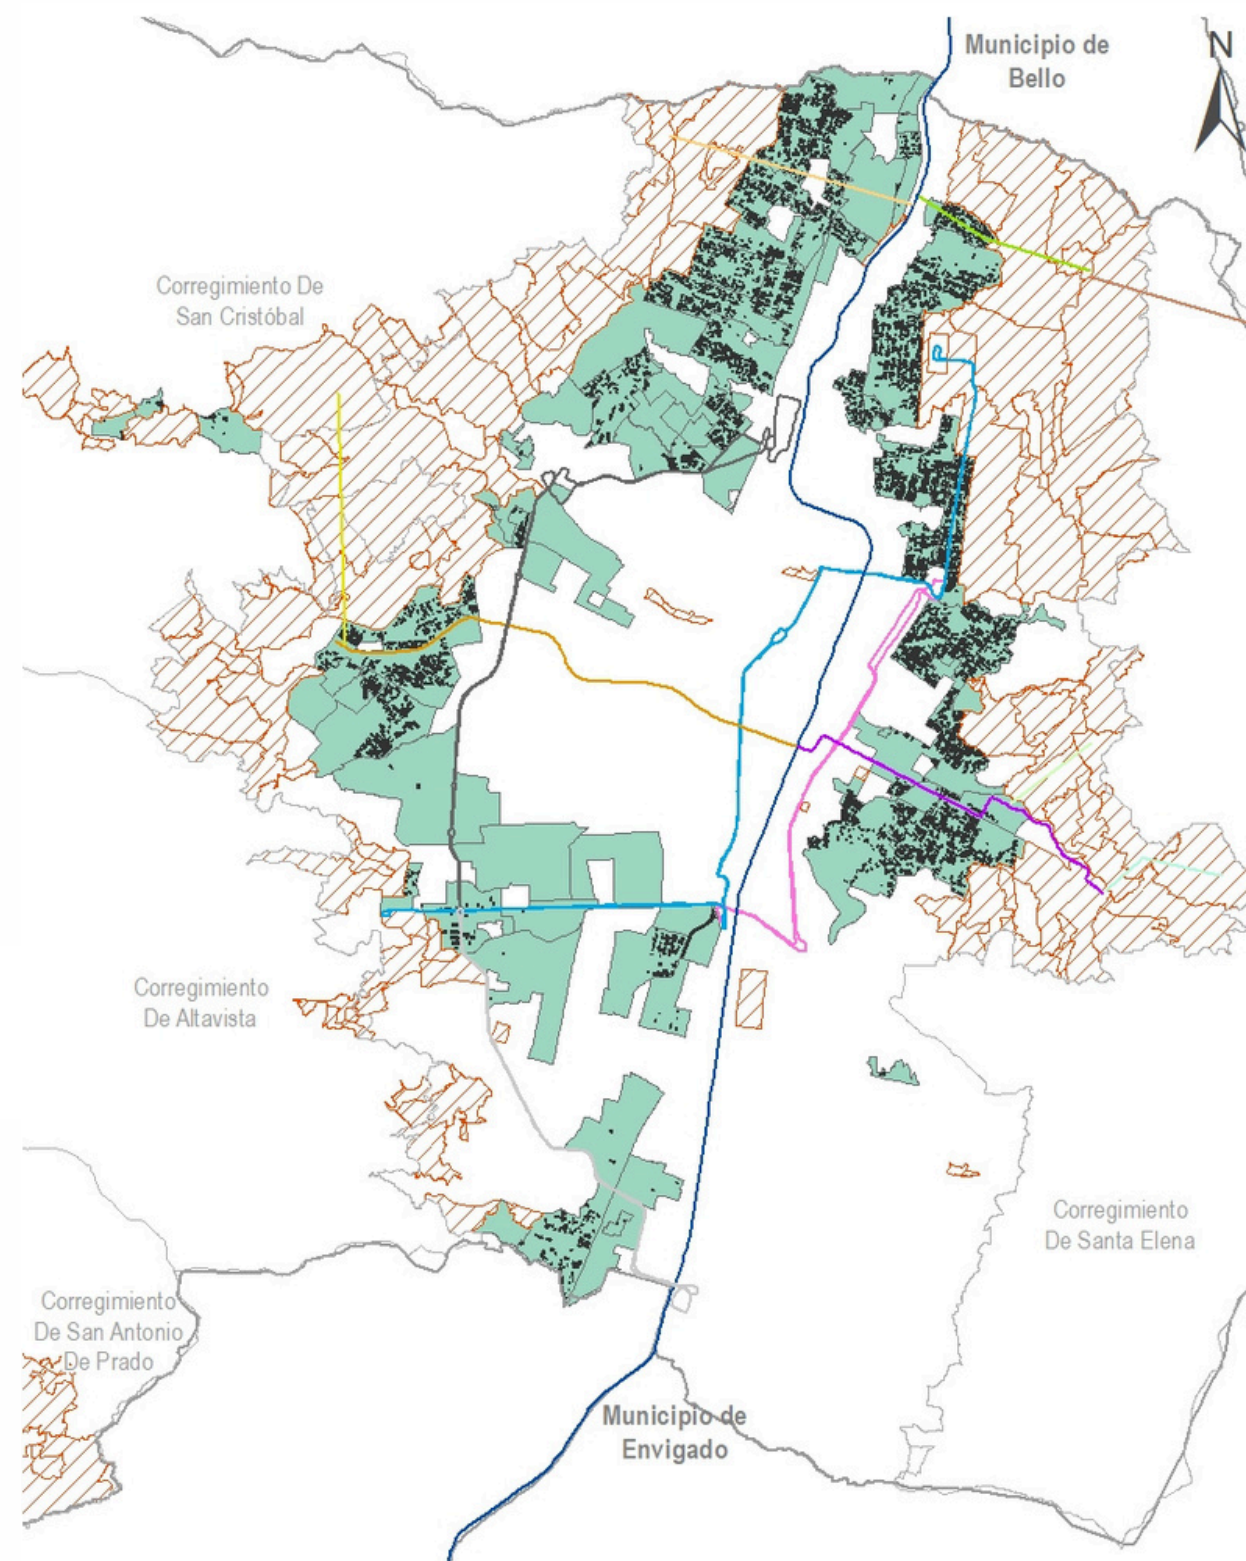 Municipio de
Bello
N
Corregimiento De
San Cristóbal
Corregimiento
De Altavista
Corregimiento
De Santa Elena
Corregimiento
De San Antonio
De Prado
Municipio de
Envigado